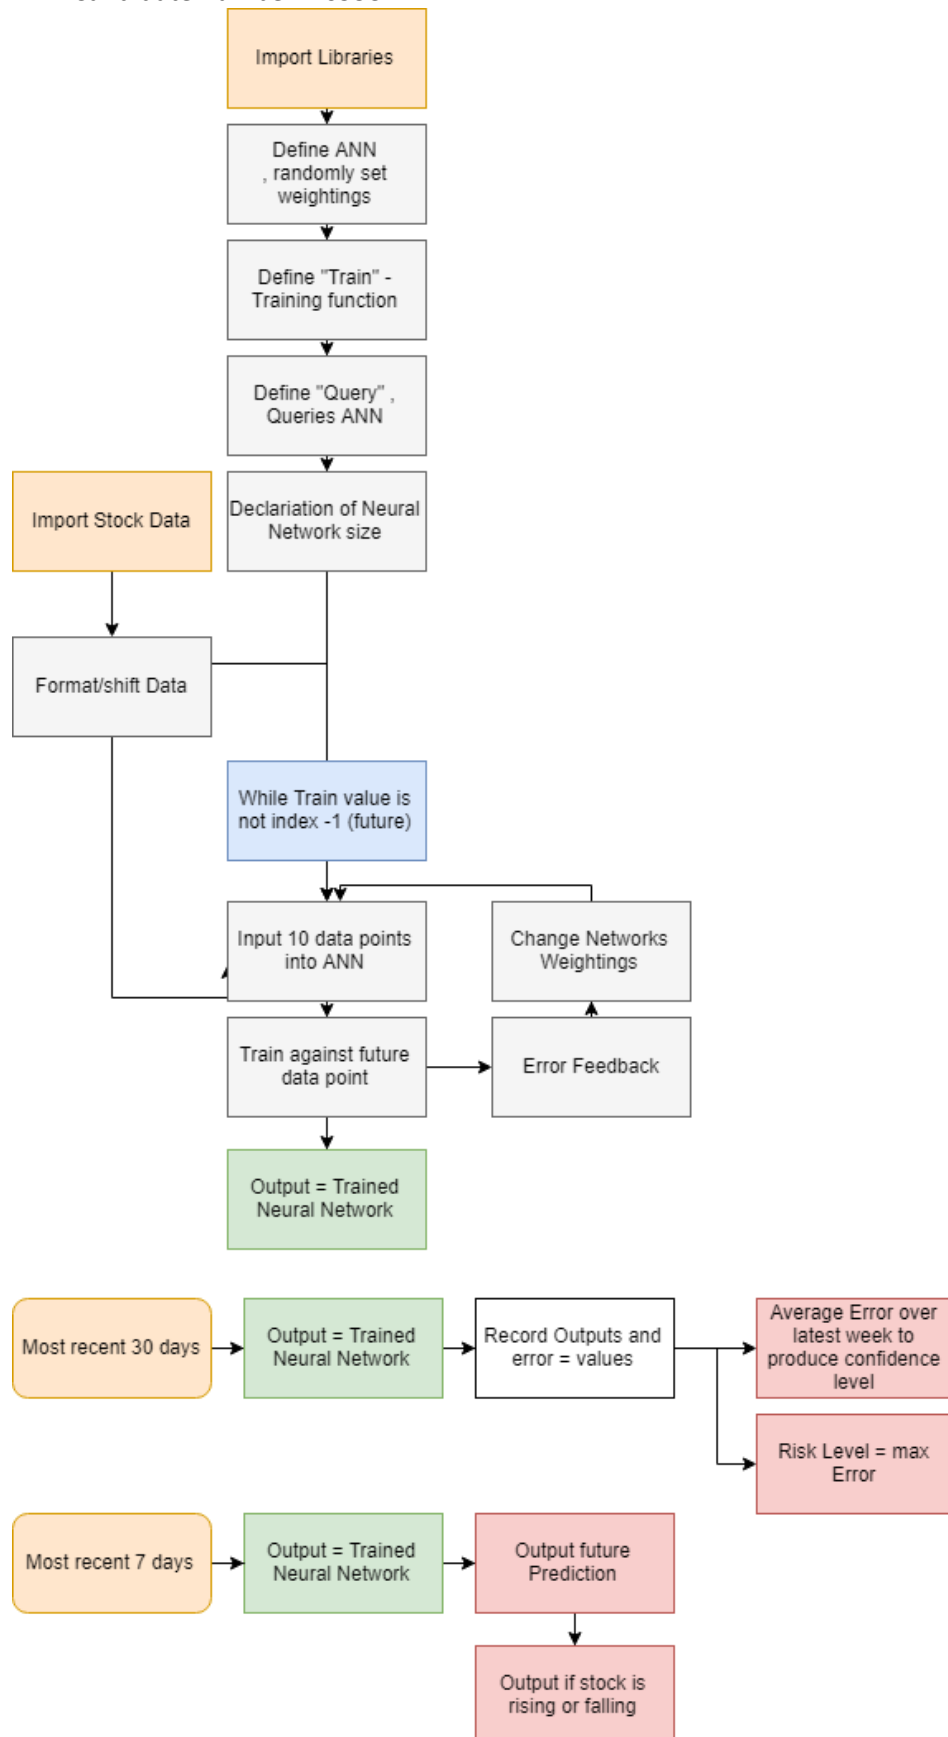 Import Libraries
Define ANN
, randomly set
weightings
Define "Train" -
Training function
Define "Query" ,
Queries ANN
Import Stock Data
Declariation of Neural
Network size
Format/shift Data
While Train value is
not index -1 (future)
Input 10 data points
into ANN
Change Networks
Weightings
Train against future
data point
Error Feedback
Output = Trained
Neural Network
Most recent 30 days
Output = Trained
Neural Network
Record Outputs and
error = values
Average Error over
latest week to
produce confidence
level
Risk Level = max
Error
Most recent 7 days
Output = Trained
Neural Network
Output future
Prediction
Output if stock is
rising or falling